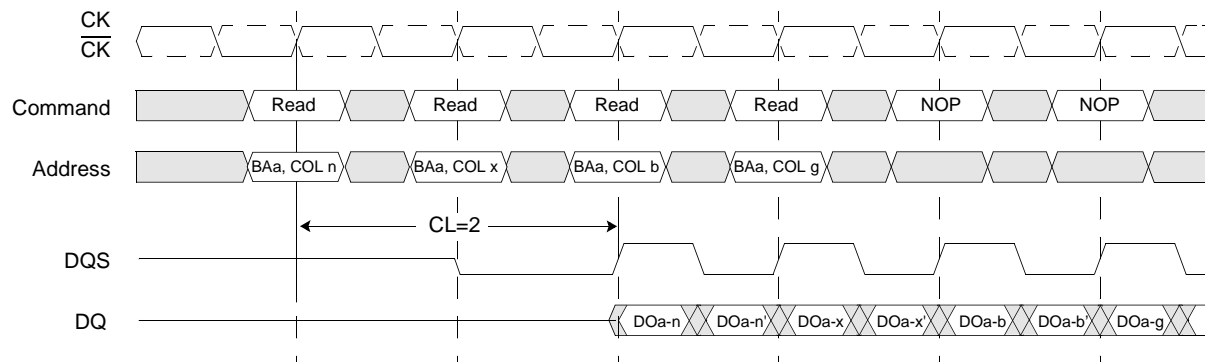 CK
CK
Command Read Read Read Read NOP NOP
Address BAa, COL n BAa, COL x BAa, COL b BAa, COL g
CL=2
DQS
DQ DOa-n DOa-n' DOa-x DOa-x' DOa-b DOa-b' DOa-g